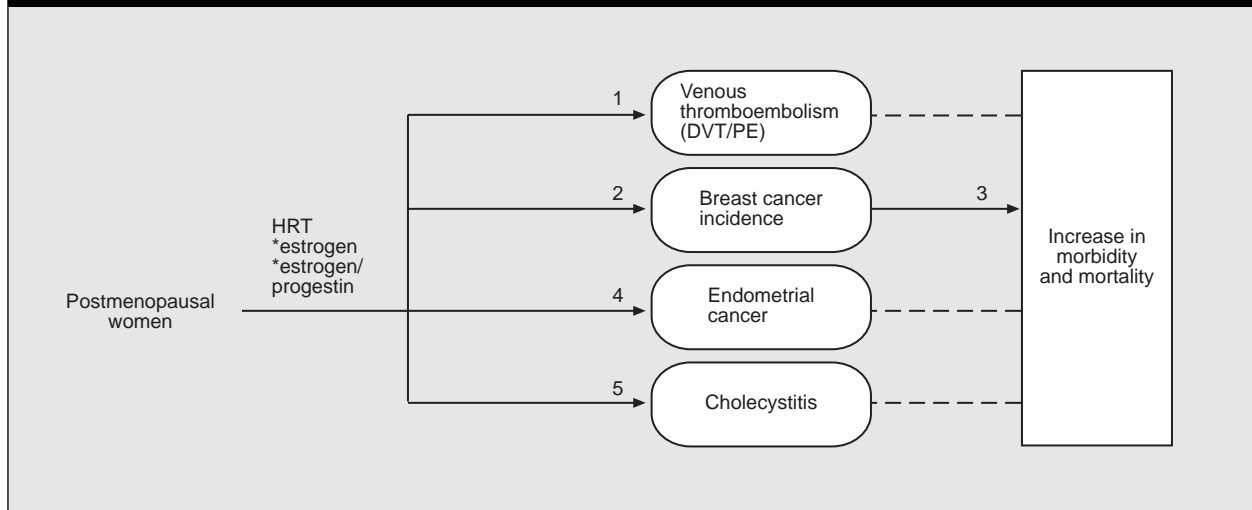 Postmenopausal
women
HRT
*estrogen
*estrogen/
progestin
1
Venous
thromboembolism
(DVT/PE)
2
Breast cancer
incidence
3
4
Endometrial
cancer
5
Cholecystitis
Increase in
morbidity
and mortality